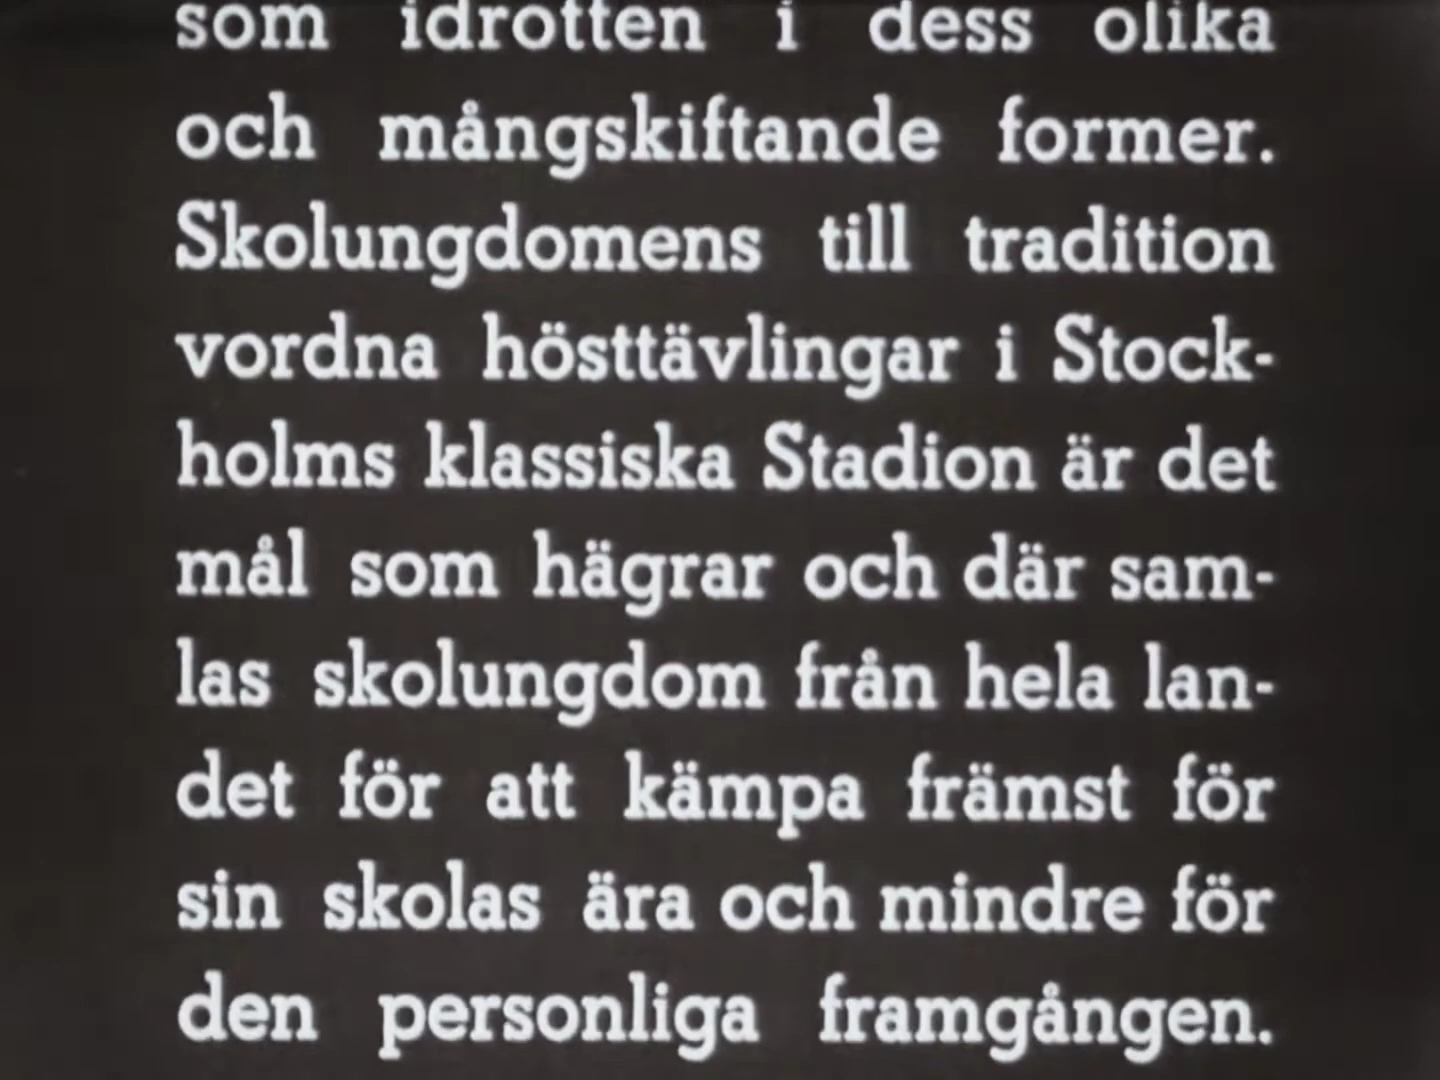 som idrotten i dess olika
och mångskiftande former.
Skolungdomens till tradition
vordna hösttävlingar i Stock-
holms klassiska Stadion är det
mål som hägrar och där sam-
las skolungdom från hela lan-
det för att kämpa främst för
sin skolas ära och mindre för
den personliga framgången.